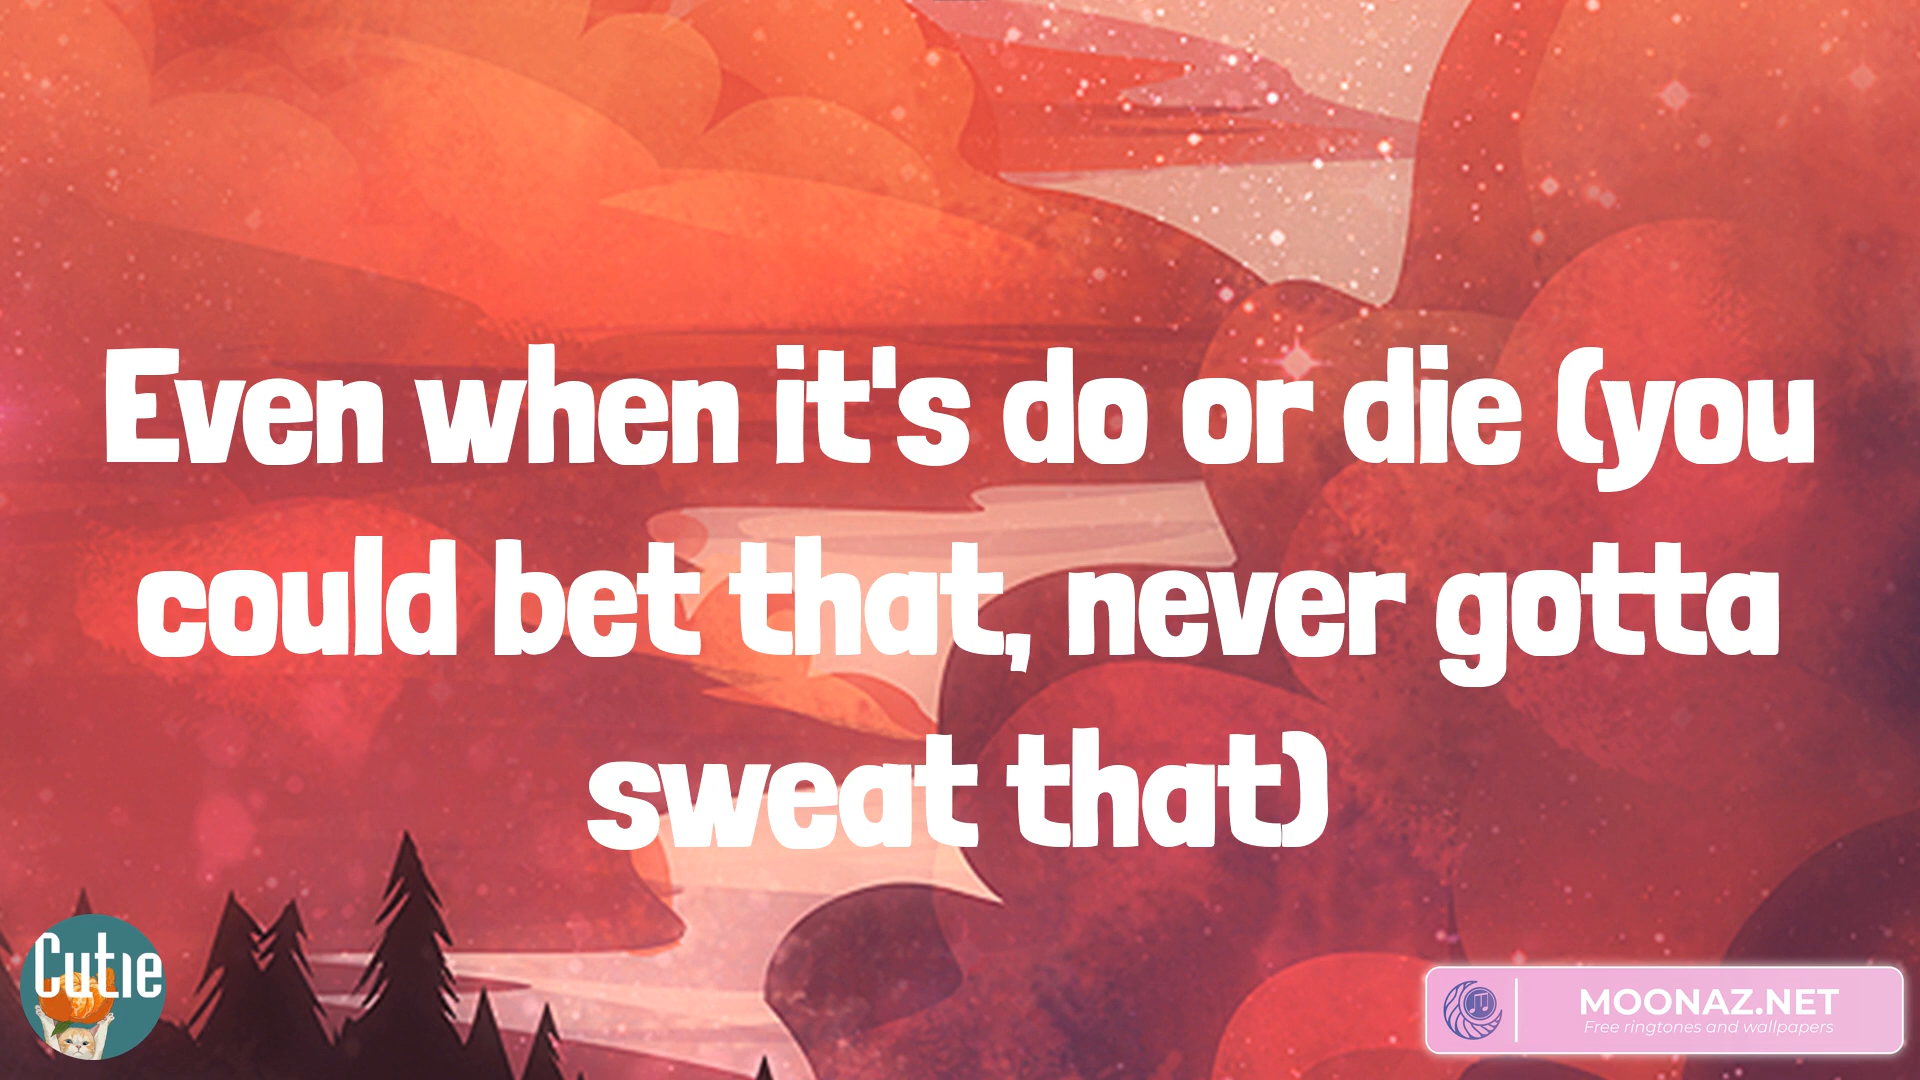 Even when it's do or die (you
could bet that, never gotta
sweat that)
Cutie
MOONAZ.NET
Free ringtones and wallpapers